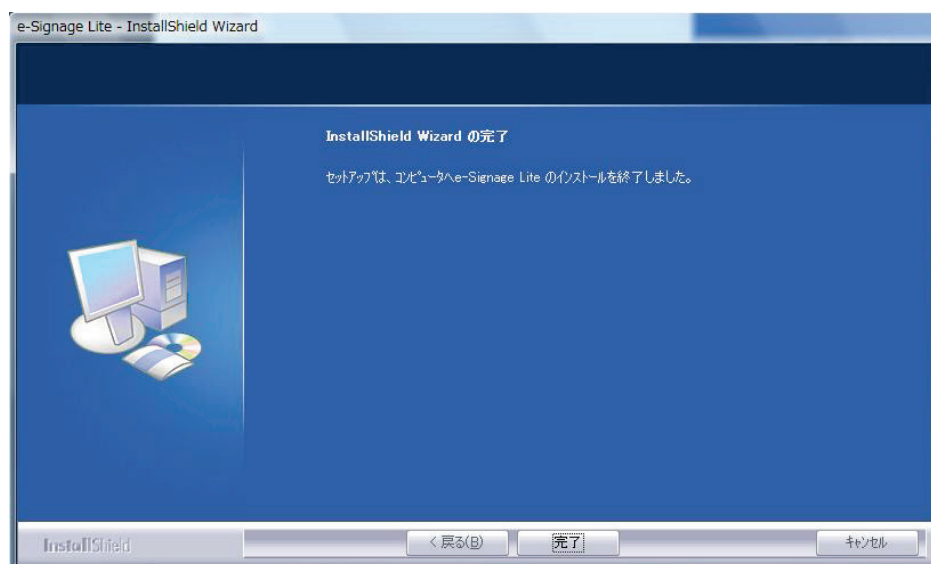 e-Signage Lite - InstallShield Wizard
InstallShield Wizard の完了
ｾｯﾄｱｯﾌﾟは、ｺﾝﾋﾟｭｰﾀへe-Signage Lite のｲﾝｽﾄｰﾙを終了しました。
InstallShield
< 戻る(B)
完了
ｷｬﾝｾﾙ